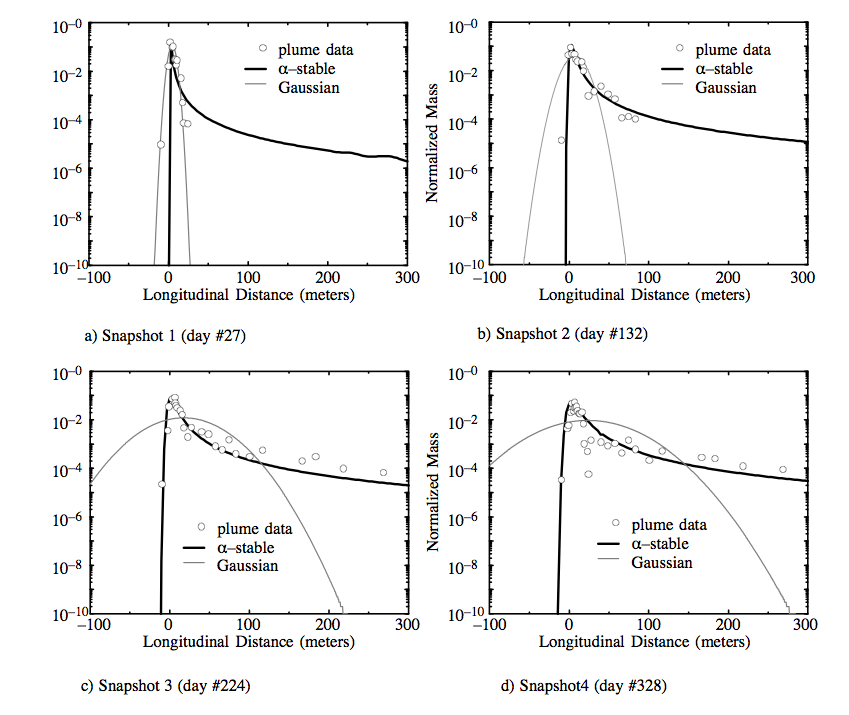 10−0
10−2
10−4
10−6
10−8
10−10
−100 0 100 200 300
Longitudinal Distance (meters)
plume data
α–stable
Gaussian
a) Snapshot 1 (day #27)
Normalized Mass
10−0
10−2
10−4
10−6
10−8
10−10
−100 0 100 200 300
Longitudinal Distance (meters)
plume data
α–stable
Gaussian
b) Snapshot 2 (day #132)
10−0
10−2
10−4
10−6
10−8
10−10
−100 0 100 200 300
Longitudinal Distance (meters)
plume data
α–stable
Gaussian
c) Snapshot 3 (day #224)
Normalized Mass
10−0
10−2
10−4
10−6
10−8
10−10
−100 0 100 200 300
Longitudinal Distance (meters)
plume data
α–stable
Gaussian
d) Snapshot4 (day #328)